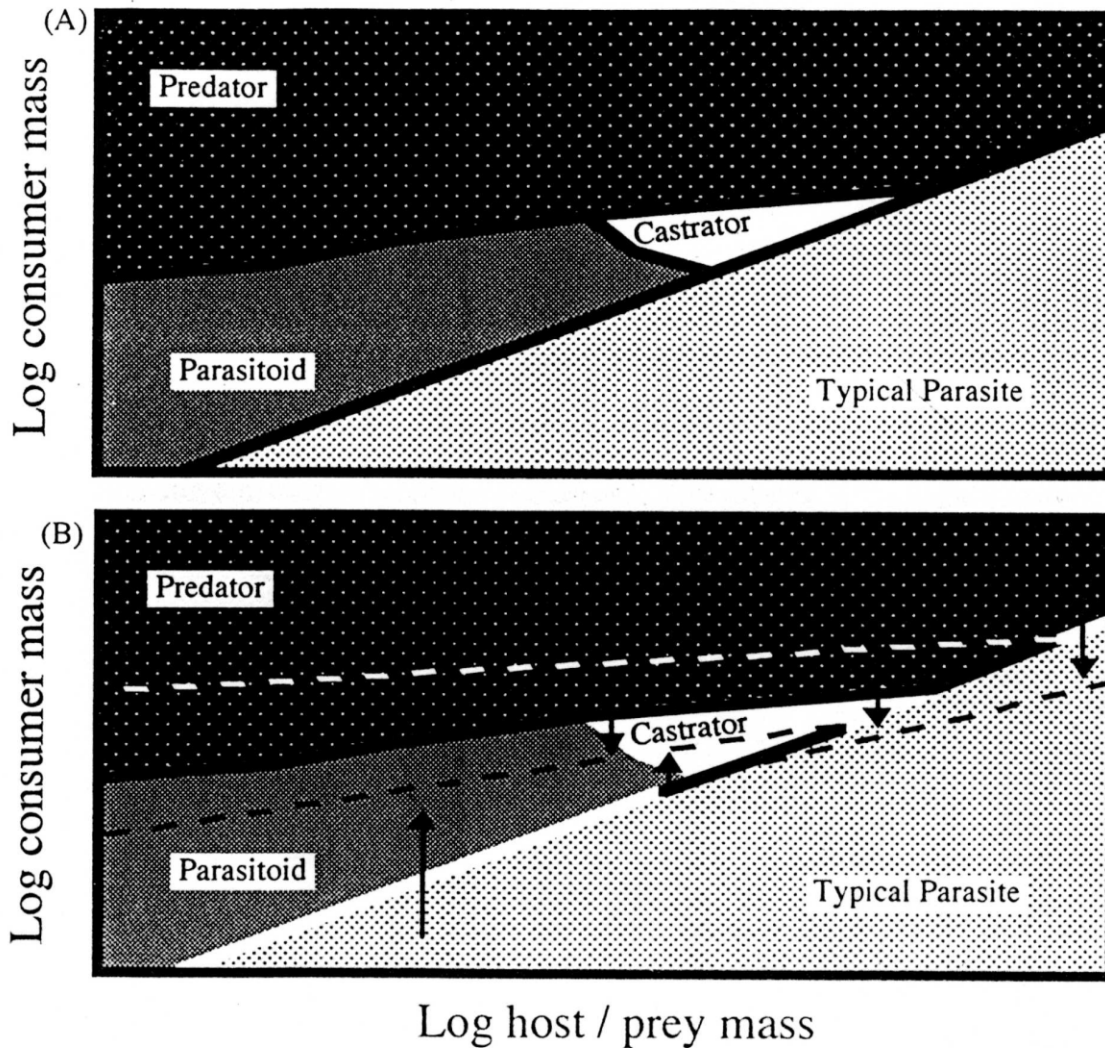 (A)
Log consumer mass
Predator
Castrator
Parasitoid
Typical Parasite
(B)
Log consumer mass
Predator
Castrator
Parasitoid
Typical Parasite
Log host / prey mass